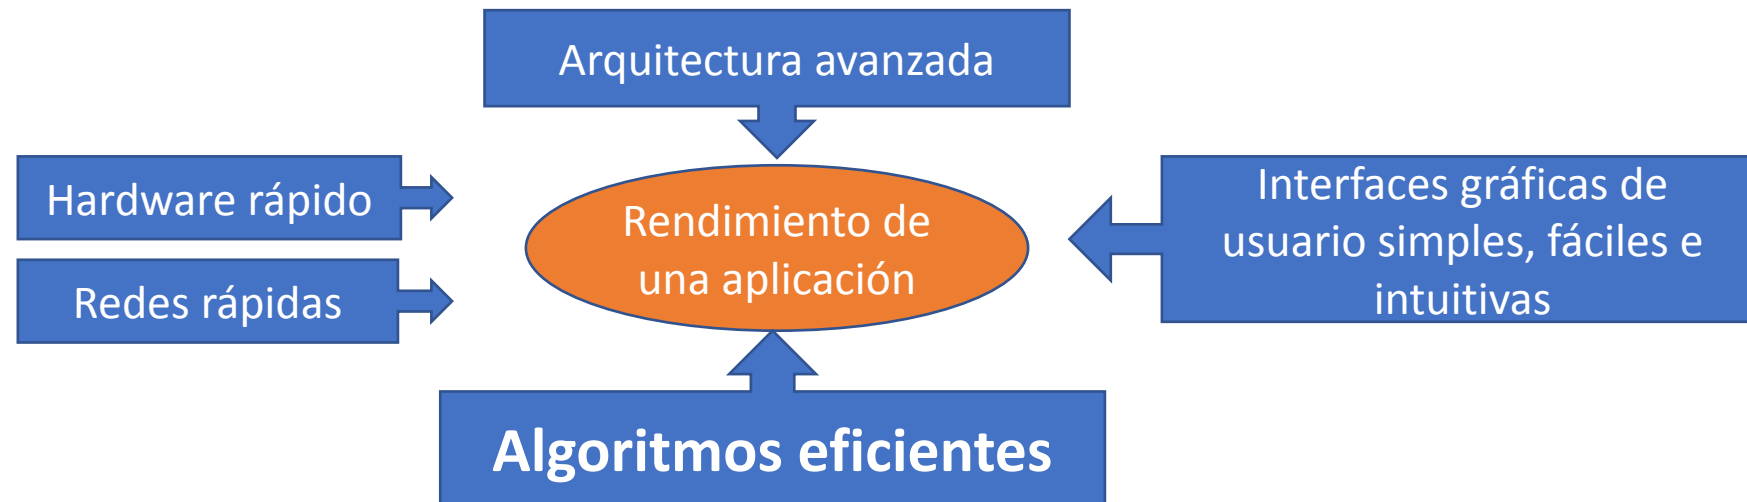 Arquitectura avanzada
Hardware rápido
Redes rápidas
Rendimiento de
una aplicación
Interfaces gráficas de
usuario simples, fáciles e
intuitivas
Algoritmos eficientes